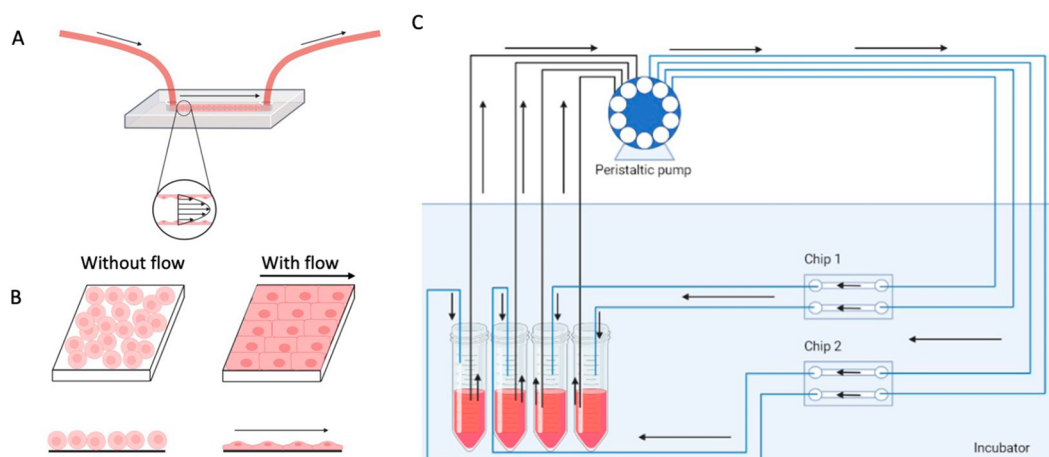 A
C
Peristaltic pump
Without flow
With flow
B
Chip 1
Chip 2
Incubator